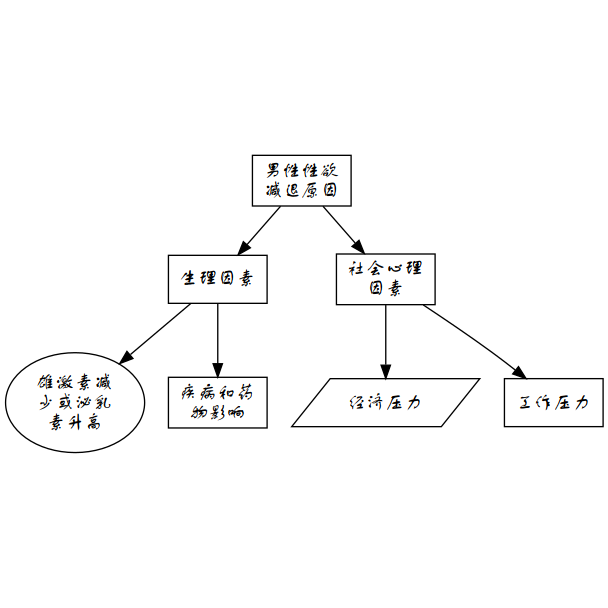 男性性欲
减退原因
生理因素
社会心理
因素
雄激素减
少或泌乳
素升高
疾病和药
物影响
经济压力
工作压力